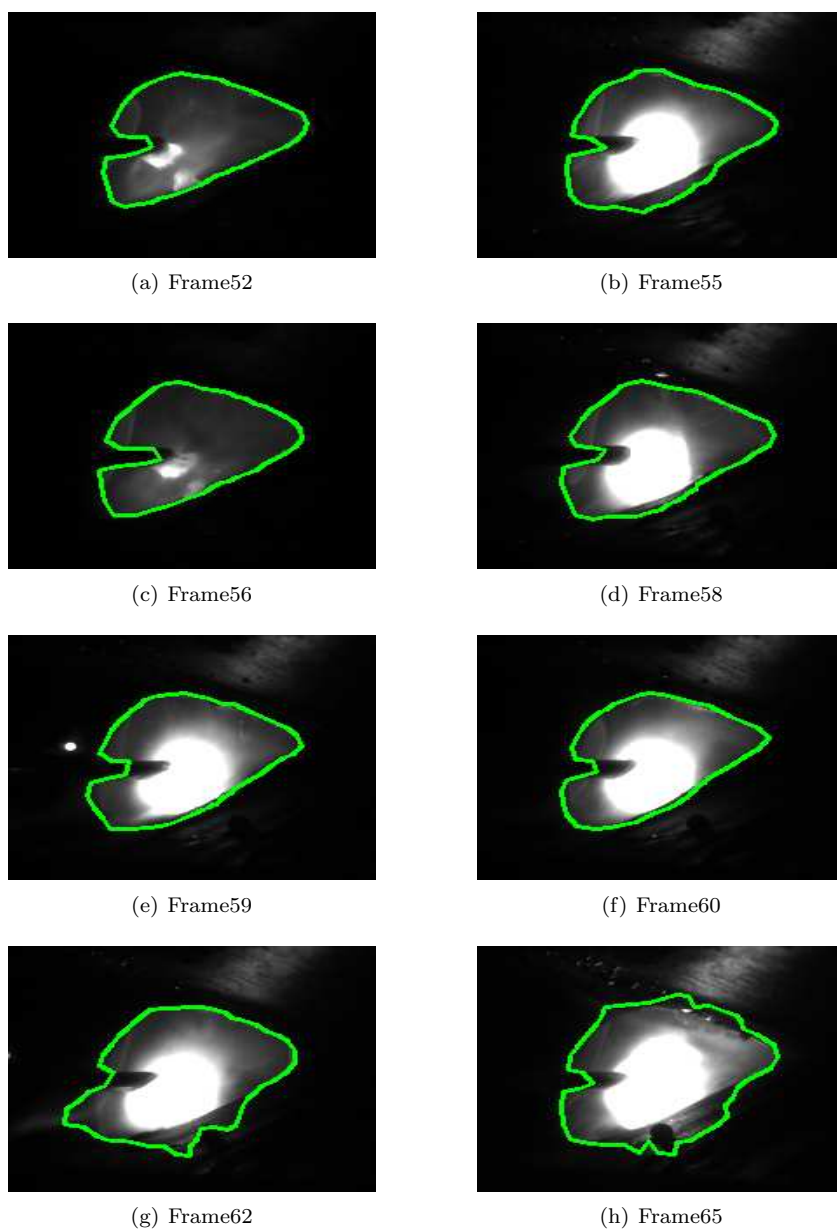 (a) Frame52
(b) Frame55
(c) Frame56
(d) Frame58
(e) Frame59
(f) Frame60
(g) Frame62
(h) Frame65